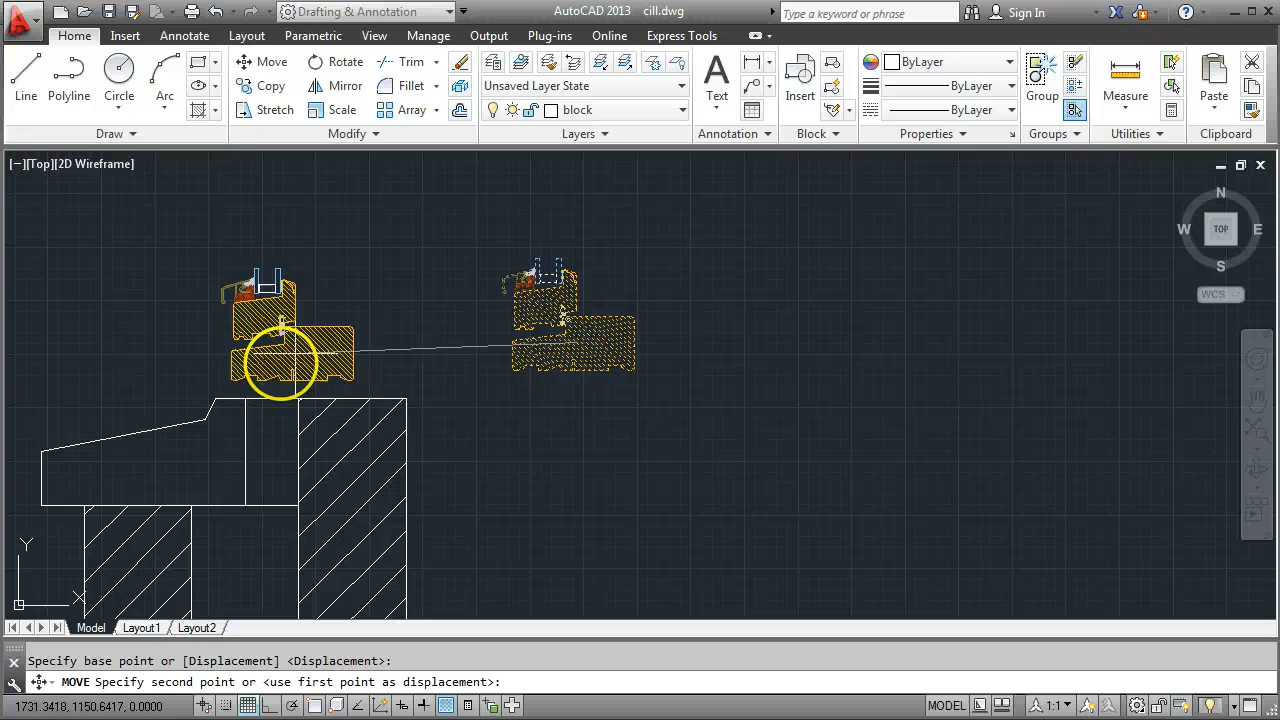 Drafting & Annotation
AutoCAD 2013 cill.dwg
Type a keyword or phrase
Sign In
Home Insert Annotate Layout Parametric View Manage Output Plug-ins Online Express Tools
Line Polyline Circle Arc
Move Rotate Trim
Copy Mirror Fillet
Stretch Scale Array
Unsaved Layer State
block
Text
Insert
ByLayer
ByLayer
ByLayer
Group
Measure
Paste
Draw Modify Layers Annotation Block Properties Groups Utilities Clipboard
[−][Top][2D Wireframe]
N
W TOP E
S
WCS
Y
X
Model Layout1 Layout2
Specify base point or [Displacement] <Displacement>:
MOVE Specify second point or <use first point as displacement>:
1731.3418, 1150.6417, 0.0000
MODEL
1:1